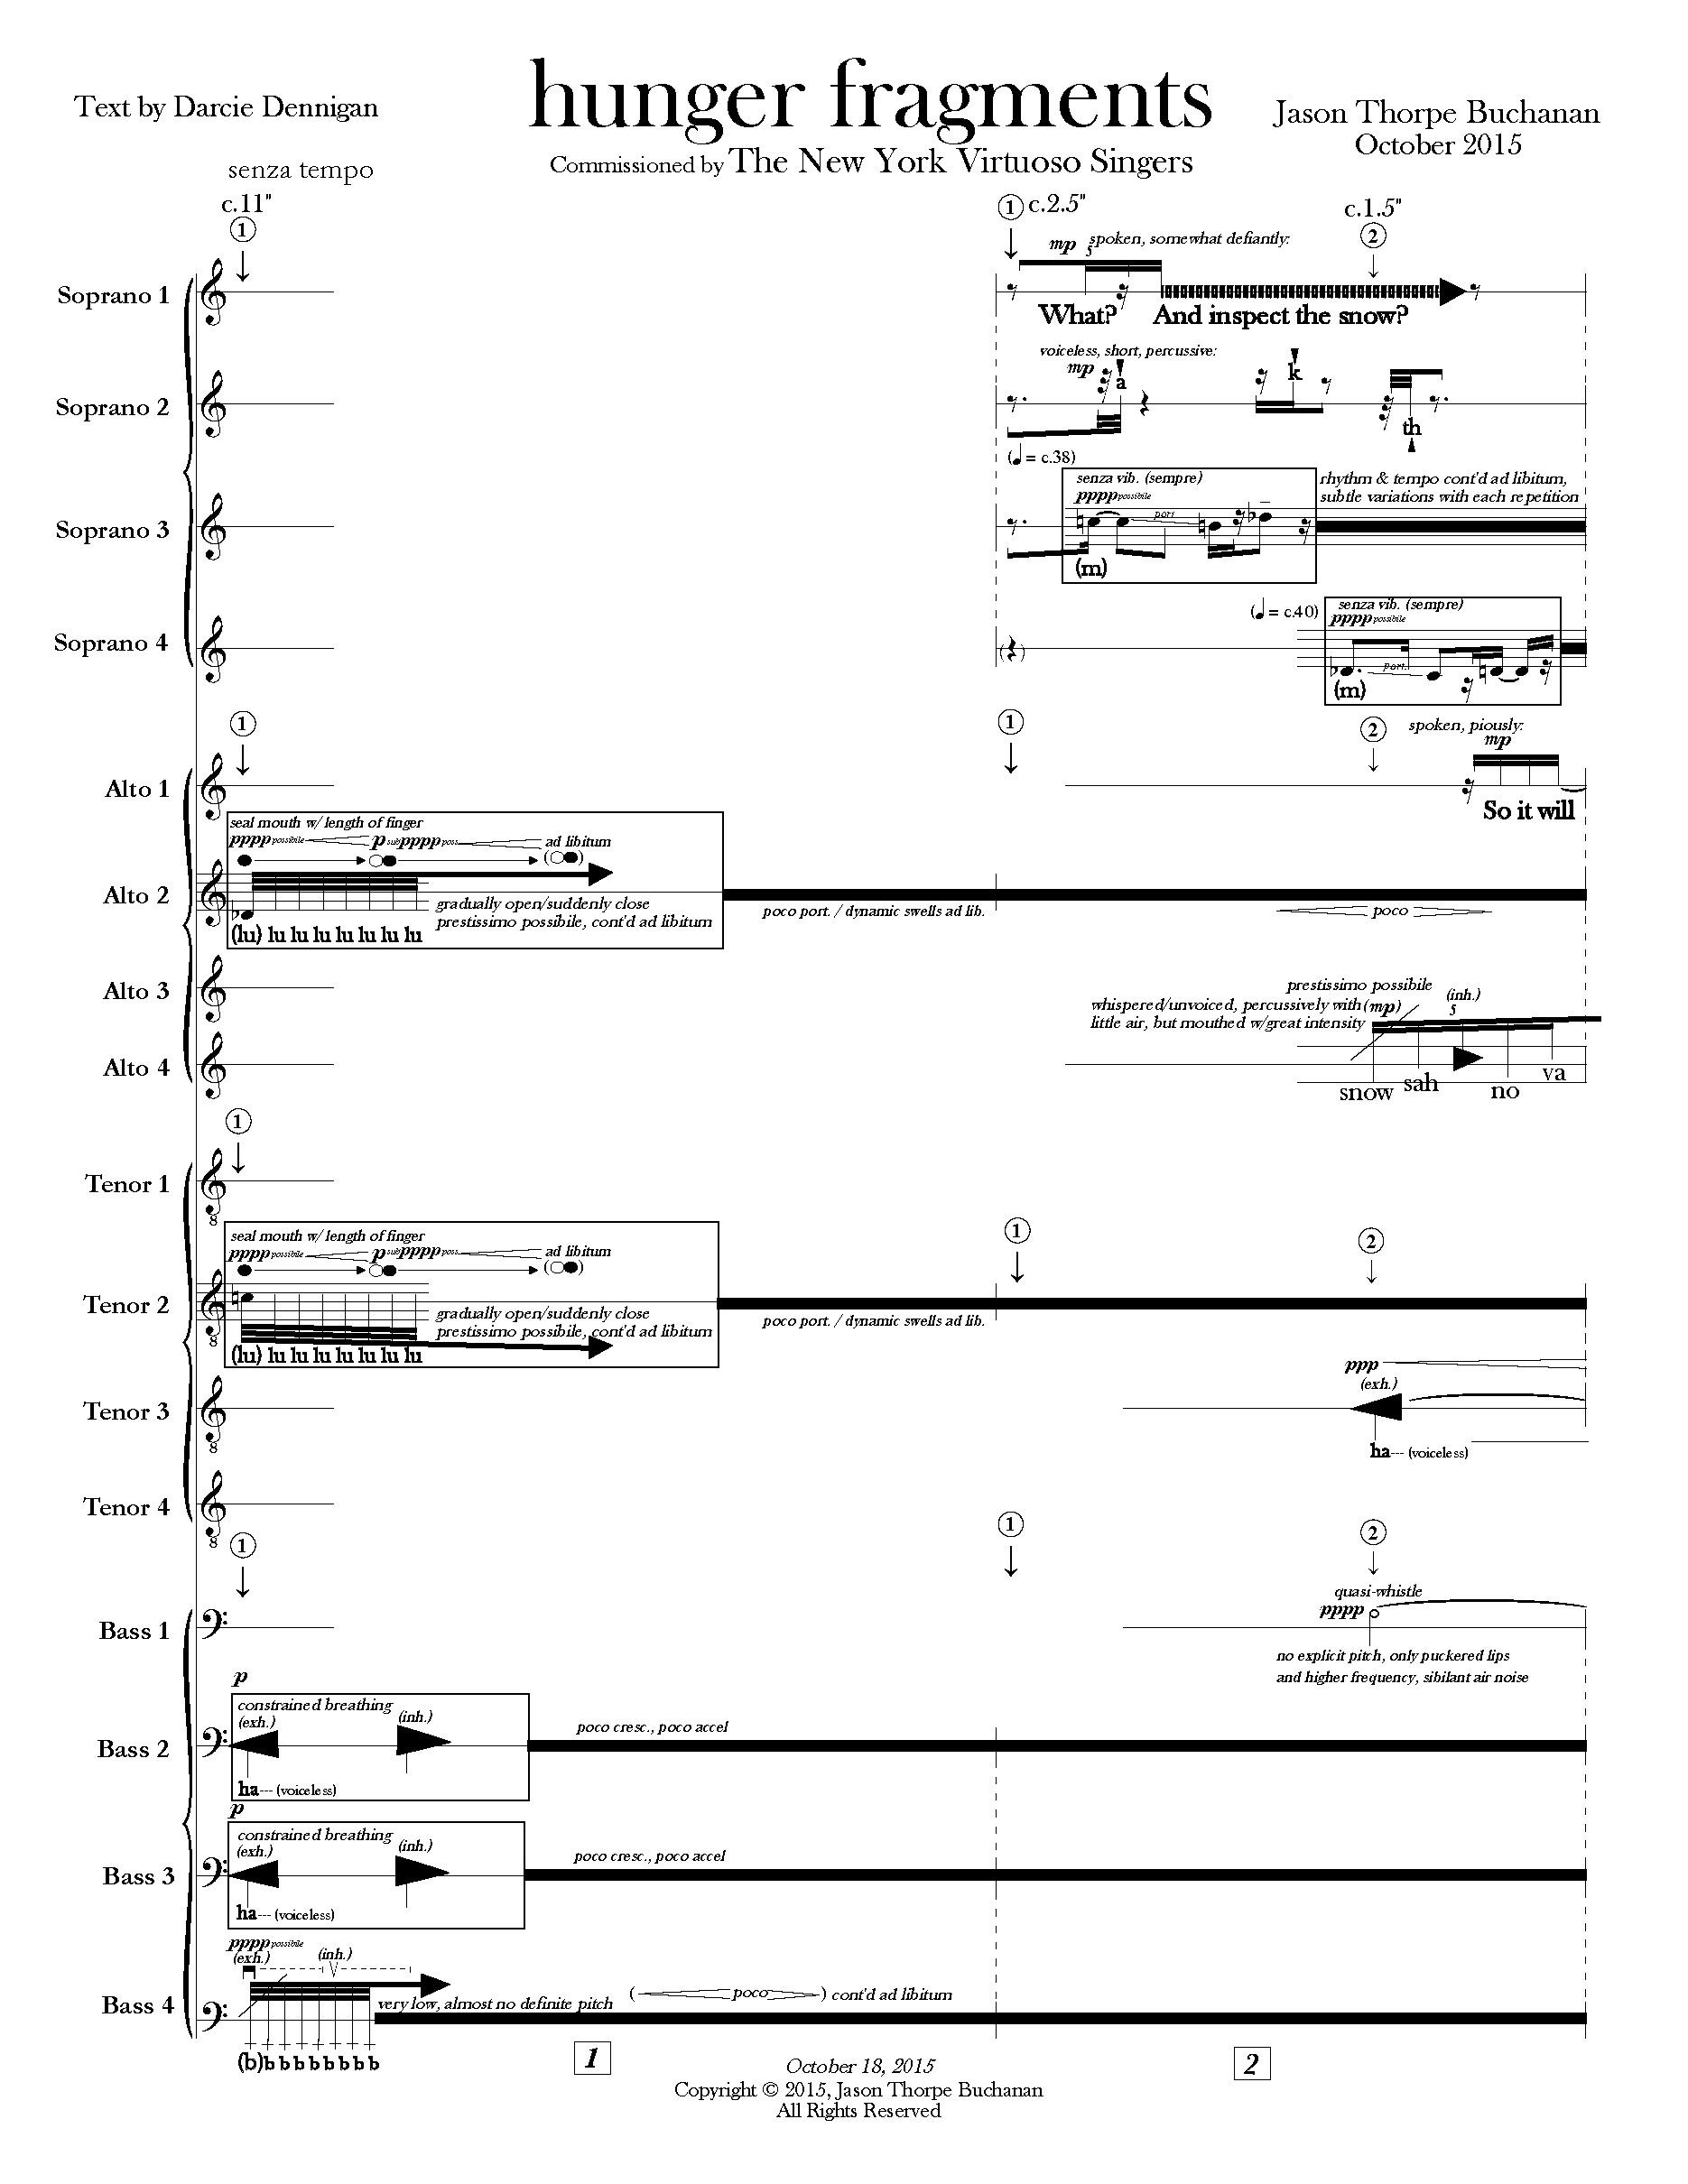 hunger fragments
Text by Darcie Dennigan
Jason Thorpe Buchanan
October 2015
Commissioned by The New York Virtuoso Singers
senza tempo
c.11"
1
1 c.2.5"
c.1.5"
2
mp spoken, somewhat defiantly:
5
Soprano 1
What? And inspect the snow?
voiceless, short, percussive:
mp
a
k
Soprano 2
th
(♩ = c.38)
senza vib. (sempre)
pppp possibile
port.
rhythm & tempo cont'd ad libitum,
subtle variations with each repetition
Soprano 3
(m)
(♩ = c.40)
senza vib. (sempre)
pppp possibile
Soprano 4
port.
(m)
1
1
2
spoken, piously:
mp
Alto 1
So it will
seal mouth w/ length of finger
pppp possibile p sub pppp poss. ad libitum
Alto 2
gradually open/suddenly close
prestissimo possibile, cont'd ad libitum
(lu) lu lu lu lu lu lu lu
poco port. / dynamic swells ad lib.
poco
Alto 3
prestissimo possibile
whispered/unvoiced, percussively with (mp)
little air, but mouthed w/great intensity
(inh.)
5
Alto 4
snow sah no va
1
Tenor 1
8
seal mouth w/ length of finger
pppp possibile p sub pppp poss. ad libitum
1
2
Tenor 2
8
gradually open/suddenly close
prestissimo possibile, cont'd ad libitum
(lu) lu lu lu lu lu lu lu
poco port. / dynamic swells ad lib.
ppp
(exh.)
Tenor 3
8
ha--- (voiceless)
Tenor 4
8
1
1
2
quasi-whistle
pppp
Bass 1
no explicit pitch, only puckered lips
and higher frequency, sibilant air noise
p
constrained breathing
(exh.) (inh.)
poco cresc., poco accel
Bass 2
ha--- (voiceless)
p
constrained breathing
(exh.) (inh.)
poco cresc., poco accel
Bass 3
ha--- (voiceless)
pppp possibile
(exh.) (inh.)
Bass 4
very low, almost no definite pitch
( poco ) cont'd ad libitum
(b) b b b b b b b
1
2
October 18, 2015
Copyright © 2015, Jason Thorpe Buchanan
All Rights Reserved